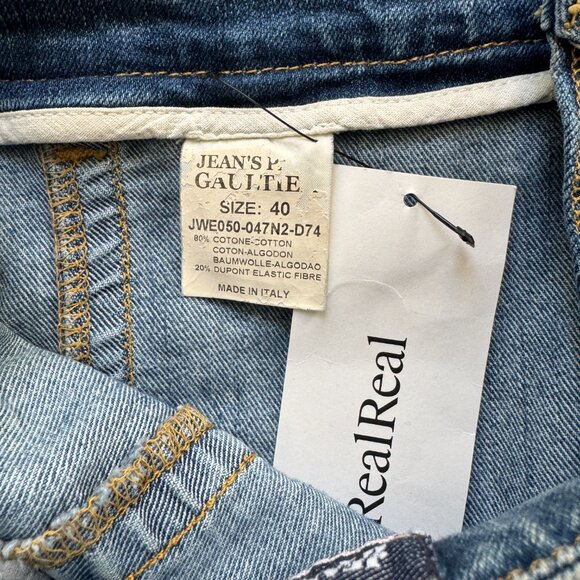 JEAN'S P.
GAULTIE
SIZE: 40
JWE050-047N2-D74
80% COTONE-COTTON
COTON-ALGODON
BAUMWOLLE-ALGODAO
20% DUPONT ELASTIC FIBRE
MADE IN ITALY
RealReal